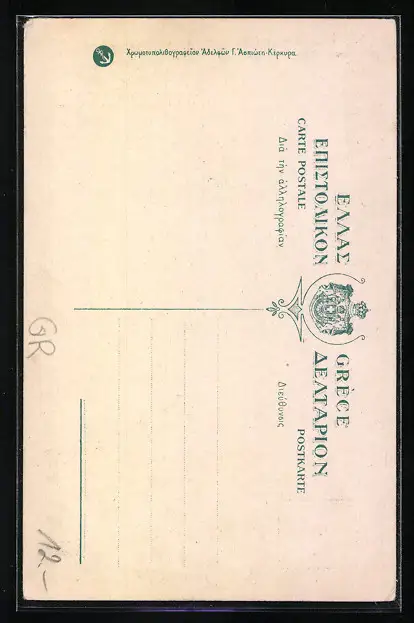 ΕΛΛΑΣ GRÈCE
ΕΠΙΣΤΟΛΙΚΟΝ ΔΕΛΤΑΡΙΟΝ
CARTE POSTALE POSTKARTE
Διὰ τὴν ἀλληλογραφίαν Διεύθυνσις
Χρωμοτυπολιθογραφεῖον Ἀδελφῶν Γ. Ἀσπιώτη-Κέρκυρα.
GR
12.-